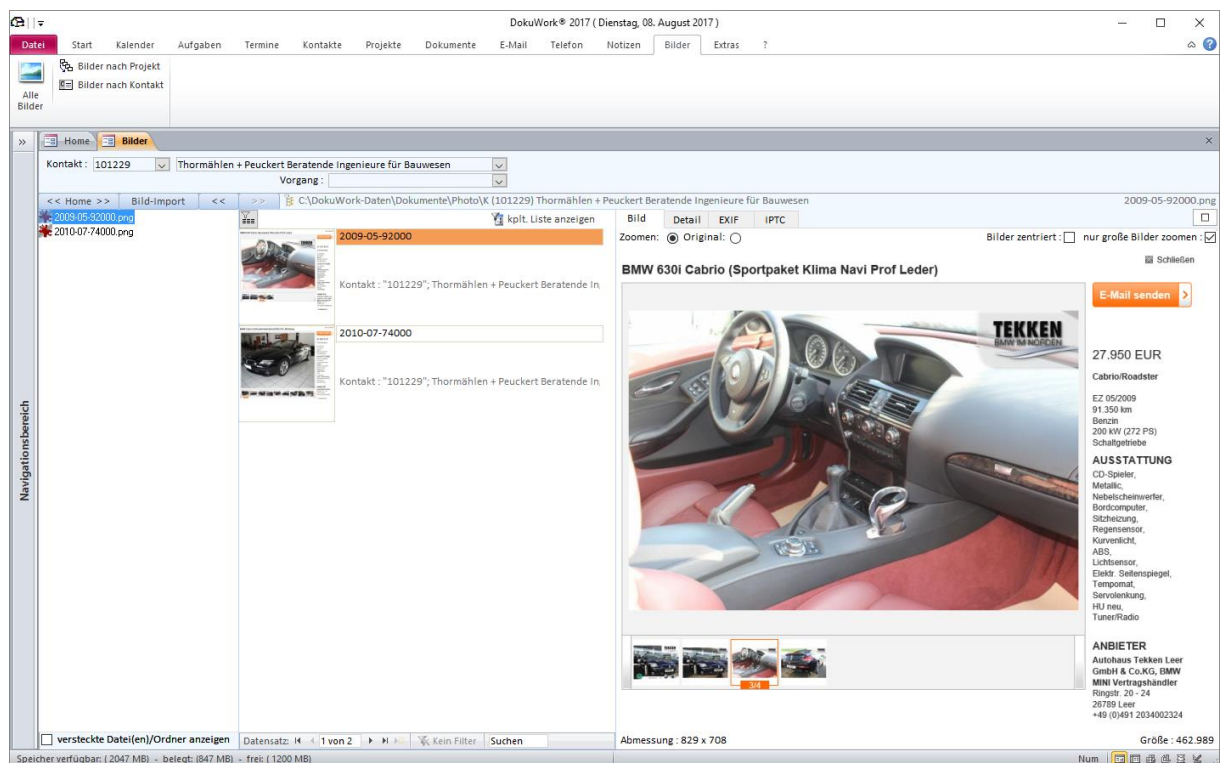 DokuWork® 2017 ( Dienstag, 08. August 2017 )
Datei Start Kalender Aufgaben Termine Kontakte Projekte Dokumente E-Mail Telefon Notizen Bilder Extras ?
Alle Bilder
Bilder nach Projekt
Bilder nach Kontakt
Home Bilder
Kontakt : 101229 Thormählen + Peuckert Beratende Ingenieure für Bauwesen
Vorgang :
<< Home >> Bild-Import << >> C:\DokuWork-Daten\Dokumente\Photo\K (101229) Thormählen + Peuckert Beratende Ingenieure für Bauwesen 2009-05-92000.png
Navigationsbereich
2009-05-92000.png
2010-07-74000.png
kplt. Liste anzeigen
2009-05-92000
Kontakt : "101229"; Thormählen + Peuckert Beratende In
2010-07-74000
Kontakt : "101229"; Thormählen + Peuckert Beratende In
Bild Detail EXIF IPTC
Zoomen: Original: Bilder zentriert : nur große Bilder zoomen :
Schließen
BMW 630i Cabrio (Sportpaket Klima Navi Prof Leder)
E-Mail senden >
TEKKEN
BMW IM NORDEN
27.950 EUR
Cabrio/Roadster
EZ 05/2009
91.350 km
Benzin
200 kW (272 PS)
Schaltgetriebe
AUSSTATTUNG
CD-Spieler,
Metallic,
Nebelscheinwerfer,
Bordcomputer,
Sitzheizung,
Regensensor,
Kurvenlicht,
ABS,
Lichtsensor,
Elektr. Seitenspiegel,
Tempomat,
Servolenkung,
HU neu,
Tuner/Radio
3/4
ANBIETER
Autohaus Tekken Leer
GmbH & Co.KG, BMW
MINI Vertragshändler
Ringstr. 20 - 24
26789 Leer
+49 (0)491 2034002324
versteckte Datei(en)/Ordner anzeigen
Datensatz: 1 von 2 Kein Filter Suchen
Abmessung : 829 x 708
Größe : 462.989
Speicher verfügbar: ( 2047 MB) - belegt: (847 MB) - frei: ( 1200 MB)
Num